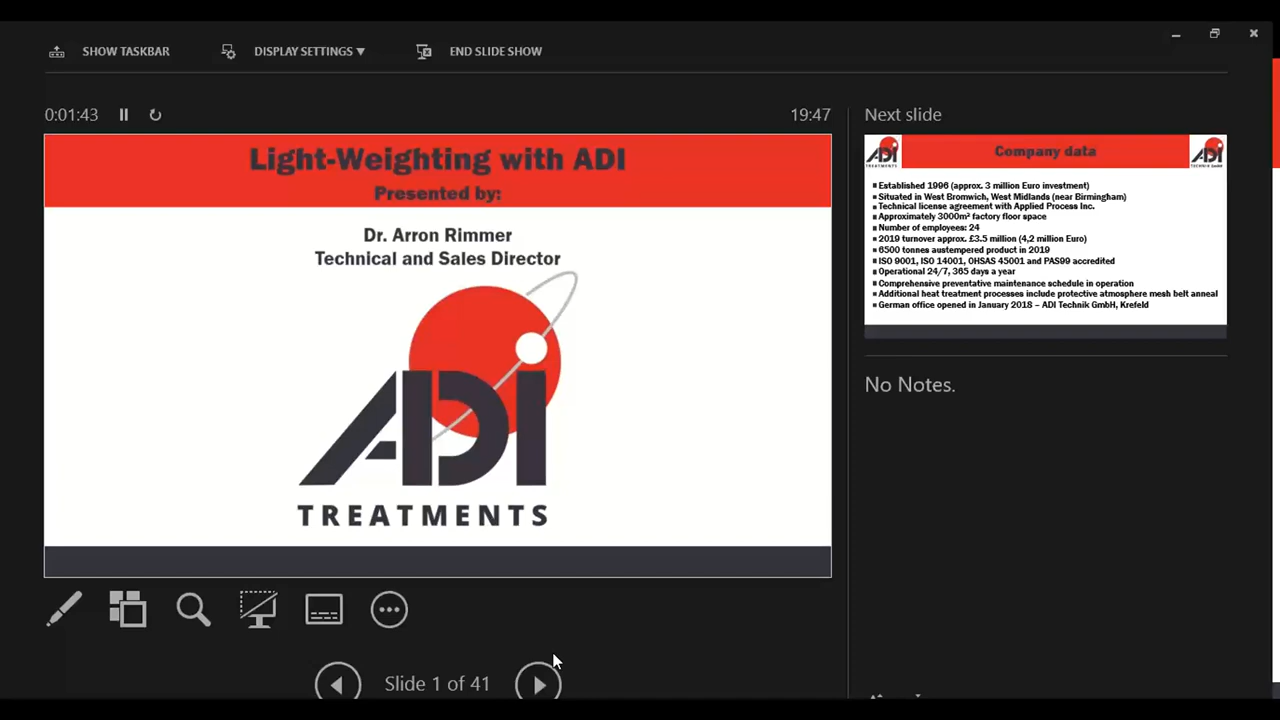 SHOW TASKBAR
DISPLAY SETTINGS ▼
END SLIDE SHOW
0:01:43
19:47
Light-Weighting with ADI
Presented by:
Dr. Arron Rimmer
Technical and Sales Director
ADI
TREATMENTS
Slide 1 of 41
Next slide
ADI
TREATMENTS
Company data
ADI
TECHNIK GmbH
Established 1996 (approx. 3 million Euro investment)
Situated in West Bromwich, West Midlands (near Birmingham)
Technical license agreement with Applied Process Inc.
Approximately 3000m² factory floor space
Number of employees: 24
2019 turnover approx. £3.5 million (4,2 million Euro)
6500 tonnes austempered product in 2019
ISO 9001, ISO 14001, OHSAS 45001 and PAS99 accredited
Operational 24/7, 365 days a year
Comprehensive preventative maintenance schedule in operation
Additional heat treatment processes include protective atmosphere mesh belt anneal
German office opened in January 2018 – ADI Technik GmbH, Krefeld
No Notes.